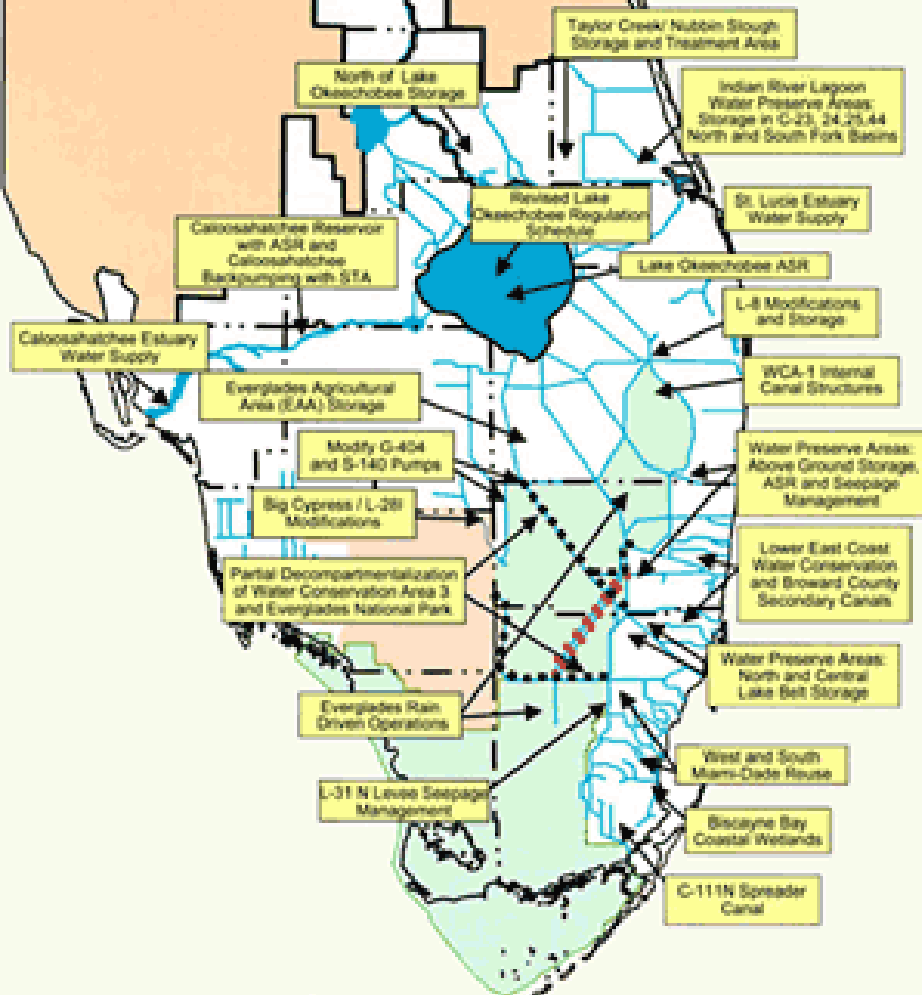 Taylor Creek/ Nubbin Slough
Storage and Treatment Area
North of Lake
Okeechobee Storage
Indian River Lagoon
Water Preserve Areas:
Storage in C-23, 24,25,44
North and South Fork Basins
Revised Lake
Okeechobee Regulation
Schedule
St. Lucie Estuary
Water Supply
Caloosahatchee Reservoir
with ASR and
Caloosahatchee
Backpumping with STA
Lake Okeechobee ASR
L-8 Modifications
and Storage
Caloosahatchee Estuary
Water Supply
WCA-1 Internal
Canal Structures
Everglades Agricultural
Area (EAA) Storage
Modify G-404
and S-140 Pumps
Water Preserve Areas:
Above Ground Storage,
ASR and Seepage
Management
Big Cypress / L-28I
Modifications
Lower East Coast
Water Conservation
and Broward County
Secondary Canals
Partial Decompartmentalization
of Water Conservation Area 3
and Everglades National Park
Water Preserve Areas:
North and Central
Lake Belt Storage
Everglades Rain
Driven Operations
West and South
Miami-Dade Reuse
L-31 N Levee Seepage
Management
Biscayne Bay
Coastal Wetlands
C-111N Spreader
Canal